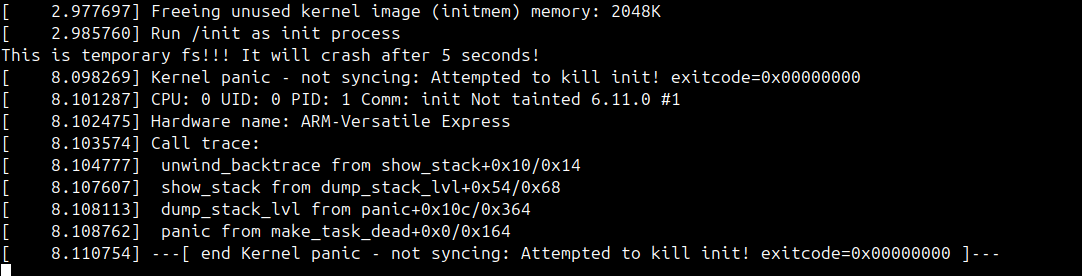 [    2.977697] Freeing unused kernel image (initmem) memory: 2048K
[    2.985760] Run /init as init process
This is temporary fs!!! It will crash after 5 seconds!
[    8.098269] Kernel panic - not syncing: Attempted to kill init! exitcode=0x00000000
[    8.101287] CPU: 0 UID: 0 PID: 1 Comm: init Not tainted 6.11.0 #1
[    8.102475] Hardware name: ARM-Versatile Express
[    8.103574] Call trace:
[    8.104777]  unwind_backtrace from show_stack+0x10/0x14
[    8.107607]  show_stack from dump_stack_lvl+0x54/0x68
[    8.108113]  dump_stack_lvl from panic+0x10c/0x364
[    8.108762]  panic from make_task_dead+0x0/0x164
[    8.110754] ---[ end Kernel panic - not syncing: Attempted to kill init! exitcode=0x00000000 ]---